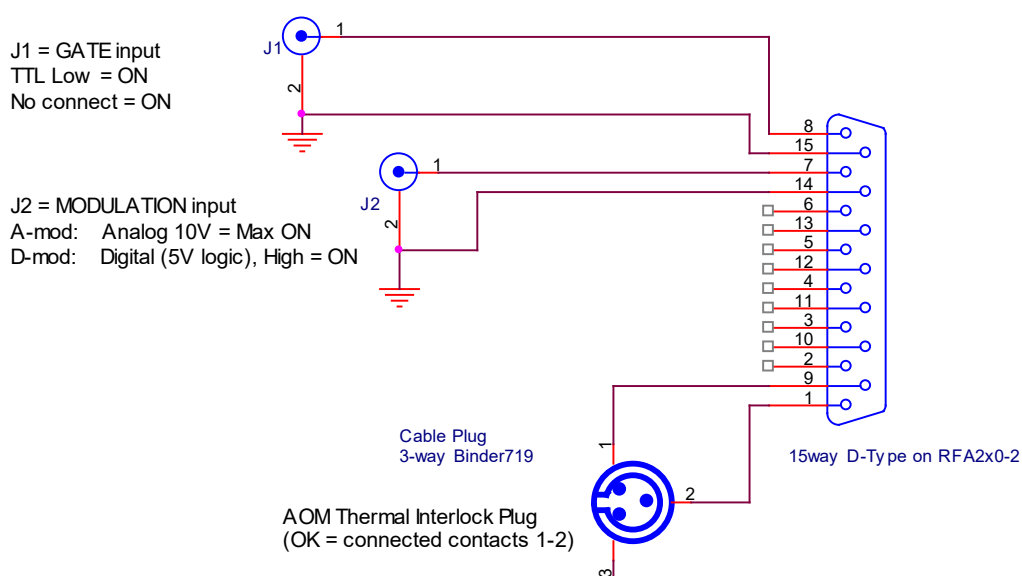 1
J1
J1 = GATE input
TTL Low = ON
No connect = ON
2
8
15
1
7
14
J2
J2 = MODULATION input
A-mod: Analog 10V = Max ON
D-mod: Digital (5V logic), High = ON
2
6
13
5
12
4
11
3
10
2
9
1
Cable Plug
3-way Binder719
1
15way D-Type on RFA2x0-2
2
AOM Thermal Interlock Plug
(OK = connected contacts 1-2)
3